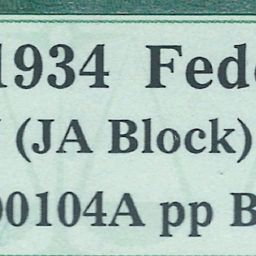 1934 Fed
(JA Block)
00104A pp B